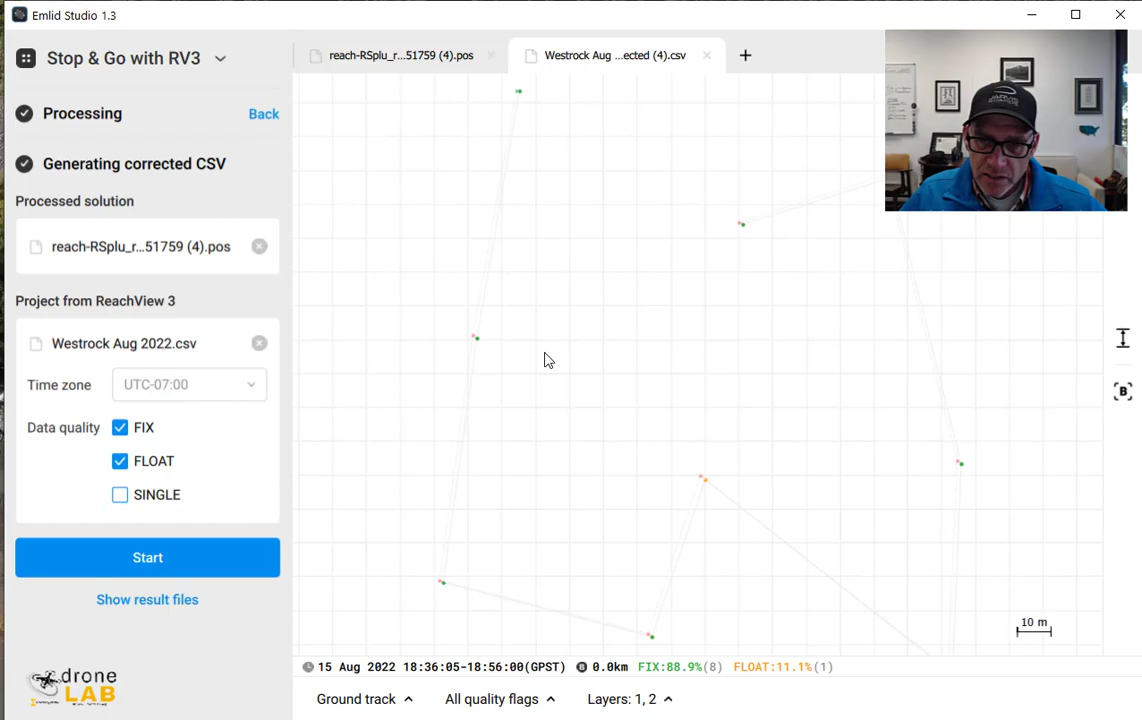 Emlid Studio 1.3
Stop & Go with RV3
reach-RSplu_r...51759 (4).pos
Westrock Aug ...ected (4).csv
Processing
Back
Generating corrected CSV
Processed solution
reach-RSplu_r...51759 (4).pos
Project from ReachView 3
Westrock Aug 2022.csv
Time zone
UTC-07:00
Data quality
FIX
FLOAT
SINGLE
Start
Show result files
drone
LAB
10 m
B
15 Aug 2022 18:36:05-18:56:00(GPST)
0.0km
FIX:88.9%(8)
FLOAT:11.1%(1)
Ground track
All quality flags
Layers: 1, 2